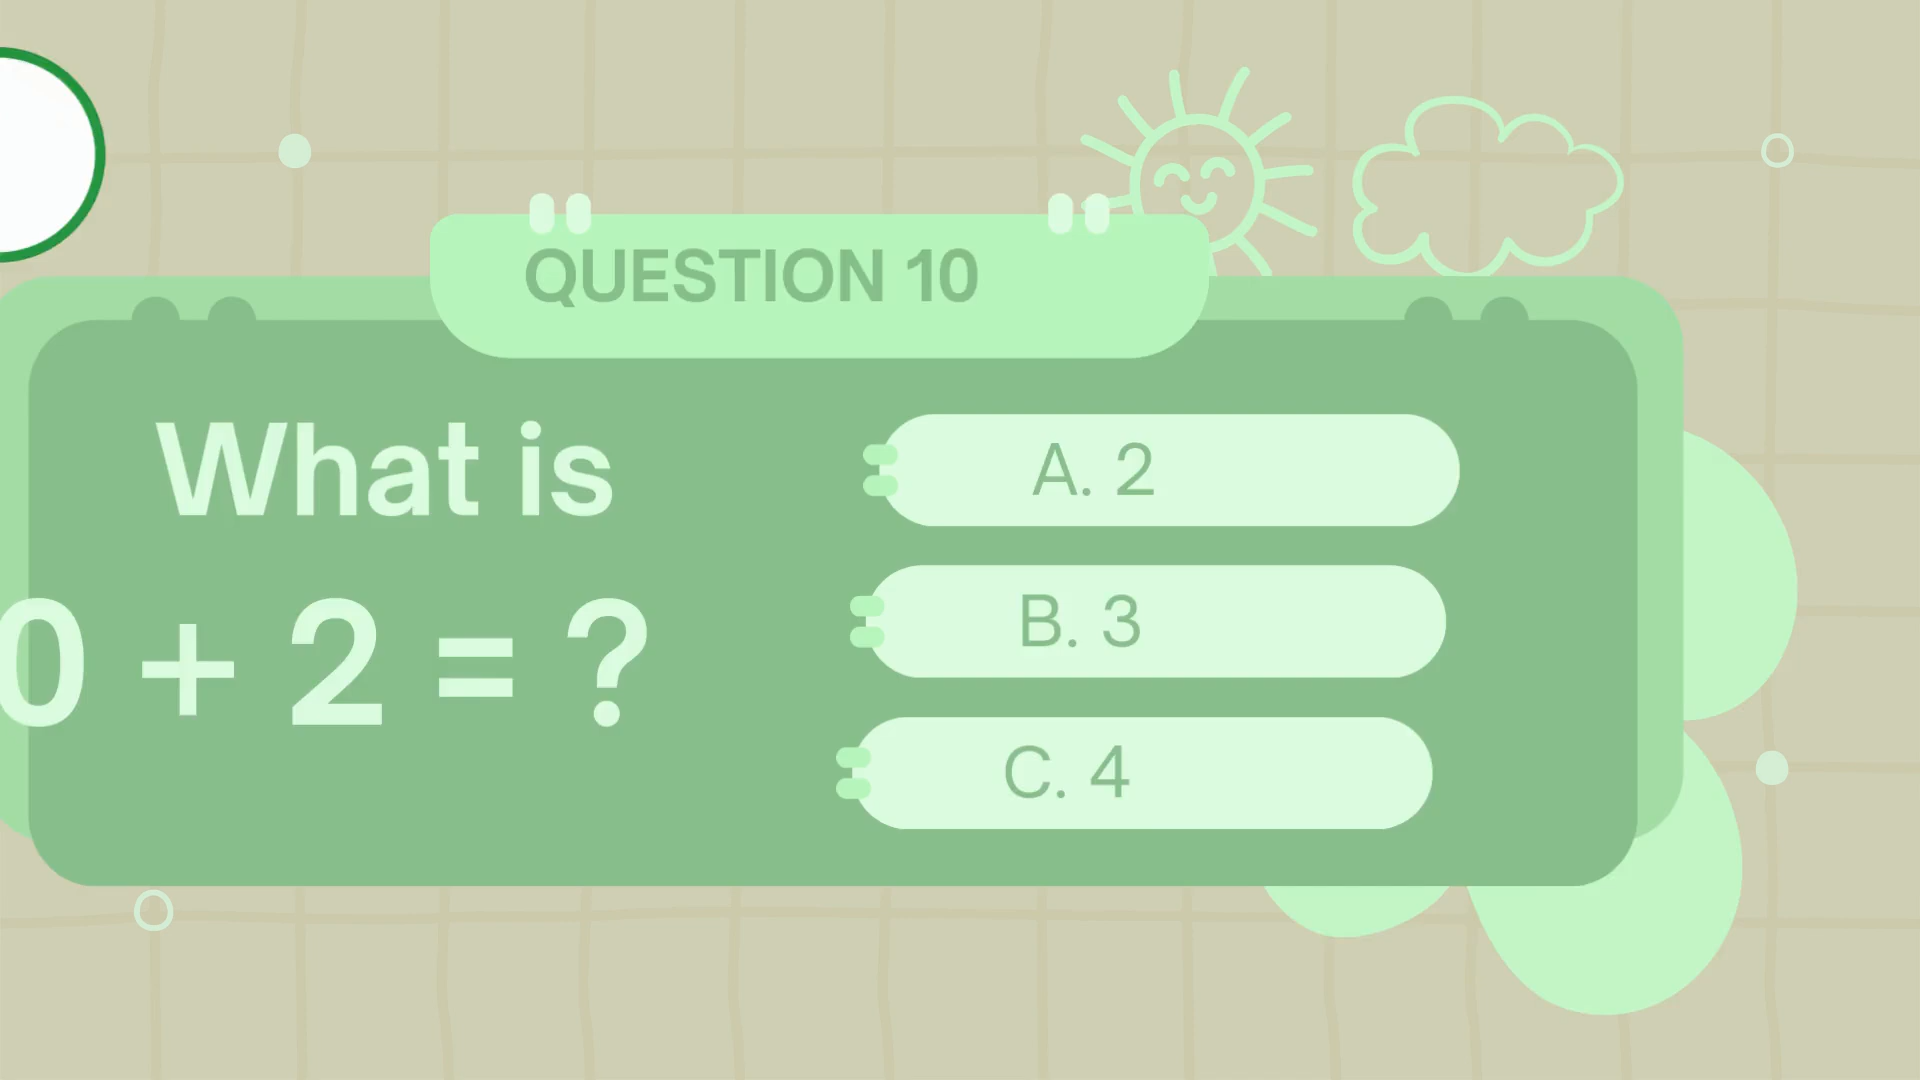 QUESTION 10
What is
0 + 2 = ?
A. 2
B. 3
C. 4